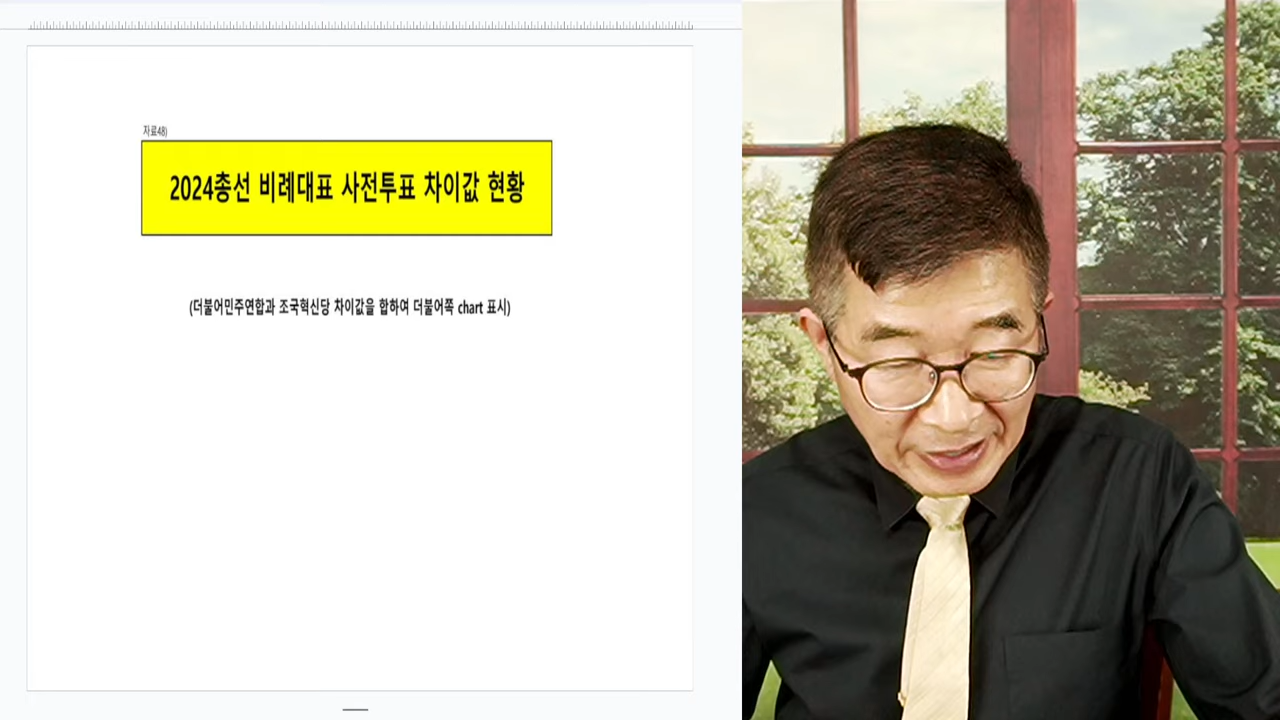 자료48)
2024총선 비례대표 사전투표 차이값 현황
(더불어민주연합과 조국혁신당 차이값을 합하여 더불어쪽 chart 표시)